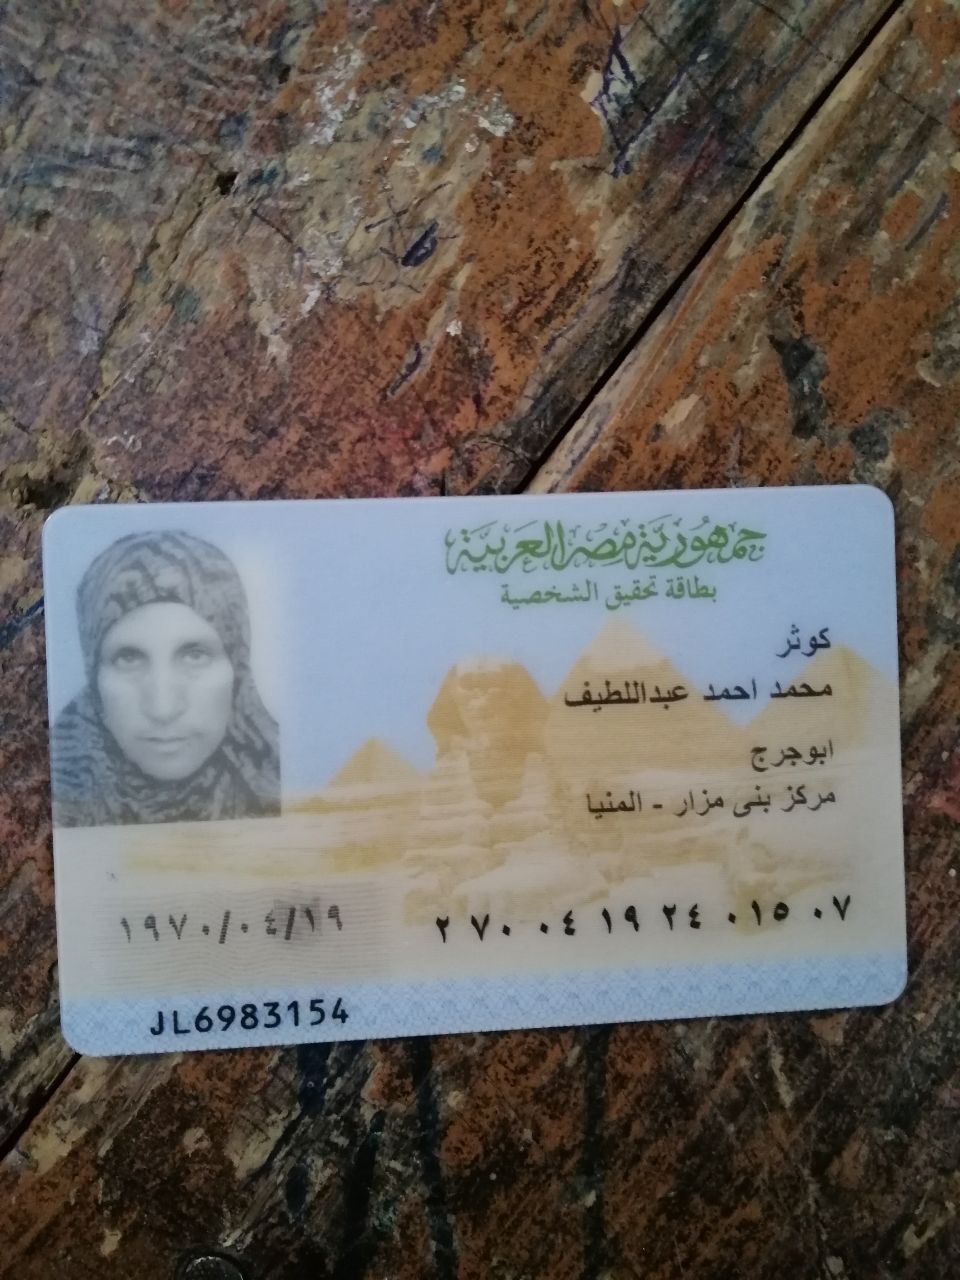 جمهورية مصر العربية
بطاقة تحقيق الشخصية
كوثر
محمد احمد عبداللطيف
ابوجرج
مركز بنى مزار - المنيا
٢٧٠٠٤١٩٢٤٠١٥٠٧
١٩٧٠/٠٤/١٩
JL6983154